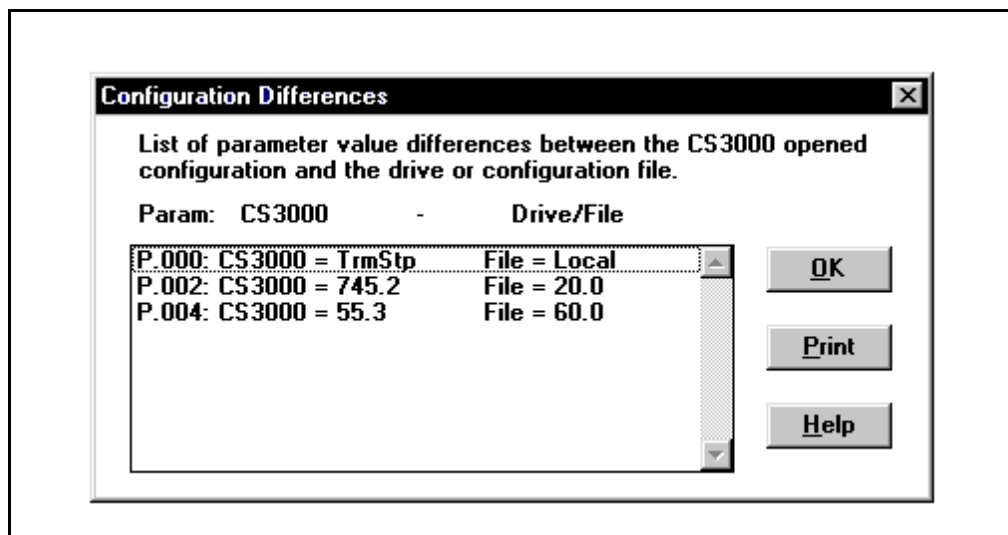 Configuration Differences
List of parameter value differences between the CS3000 opened
configuration and the drive or configuration file.
Param: CS3000 - Drive/File
P.000: CS3000 = TrmStp File = Local
P.002: CS3000 = 745.2 File = 20.0
P.004: CS3000 = 55.3 File = 60.0
OK
Print
Help